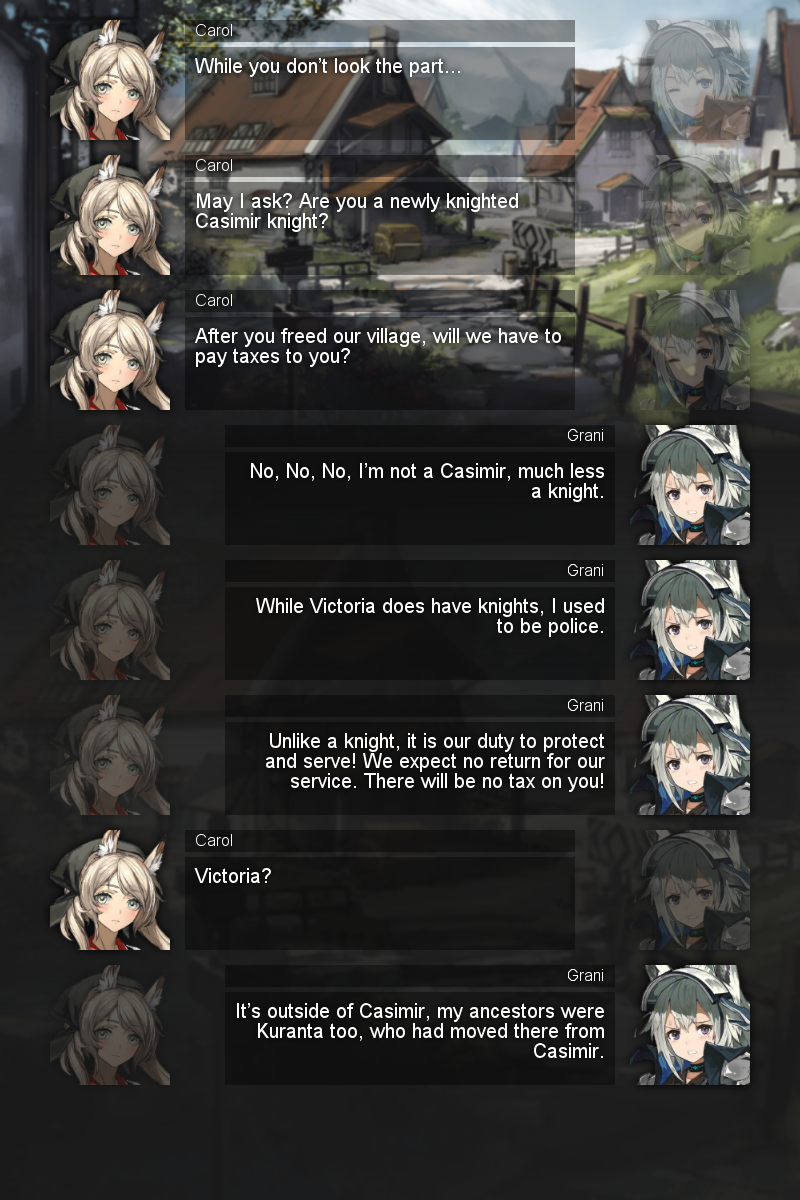 Carol
While you don't look the part...
Carol
May I ask? Are you a newly knighted
Casimir knight?
Carol
After you freed our village, will we have to
pay taxes to you?
Grani
No, No, No, I'm not a Casimir, much less
a knight.
Grani
While Victoria does have knights, I used
to be police.
Grani
Unlike a knight, it is our duty to protect
and serve! We expect no return for our
service. There will be no tax on you!
Carol
Victoria?
Grani
It's outside of Casimir, my ancestors were
Kuranta too, who had moved there from
Casimir.